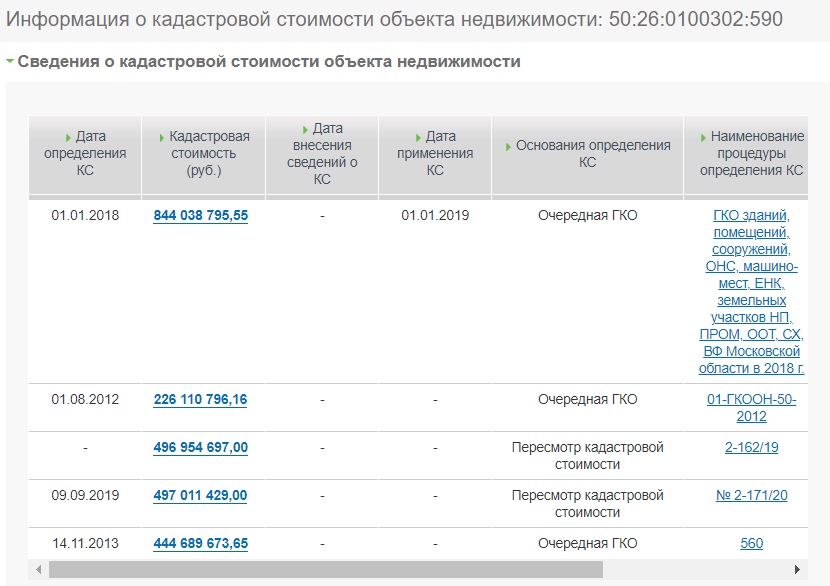 Информация о кадастровой стоимости объекта недвижимости: 50:26:0100302:590
Сведения о кадастровой стоимости объекта недвижимости
Дата определения КС
Кадастровая стоимость (руб.)
Дата внесения сведений о КС
Дата применения КС
Основания определения КС
Наименование процедуры определения КС
01.01.2018
844 038 795,55
-
01.01.2019
Очередная ГКО
ГКО зданий,
помещений,
сооружений,
ОНС, машино-
мест, ЕНК,
земельных
участков НП,
ПРОМ, ООТ, СХ,
ВФ Московской
области в 2018 г.
01.08.2012
226 110 796,16
-
-
Очередная ГКО
01-ГКООН-50-
2012
-
496 954 697,00
-
-
Пересмотр кадастровой
стоимости
2-162/19
09.09.2019
497 011 429,00
-
-
Пересмотр кадастровой
стоимости
№ 2-171/20
14.11.2013
444 689 673,65
-
-
Очередная ГКО
560